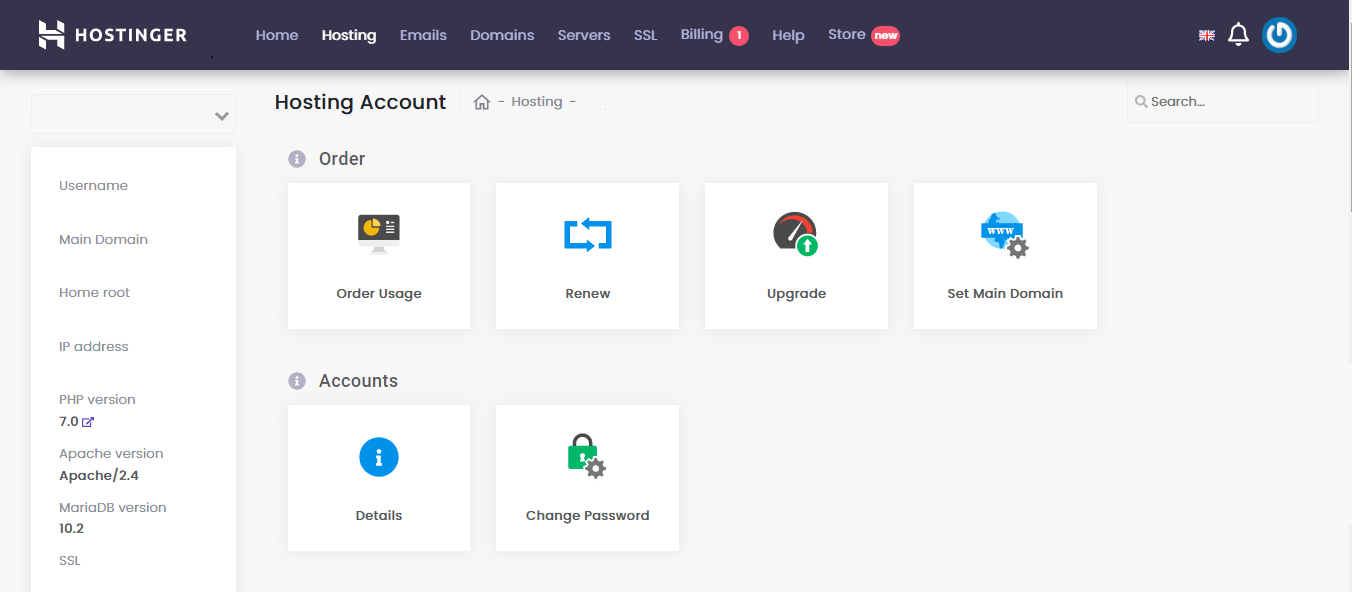 HOSTINGER Home Hosting Emails Domains Servers SSL Billing 1 Help Store new
Hosting Account - Hosting -
Search...
Username
Main Domain
Home root
IP address
PHP version
7.0
Apache version
Apache/2.4
MariaDB version
10.2
SSL
Order
Order Usage
Renew
Upgrade
www
Set Main Domain
Accounts
Details
Change Password